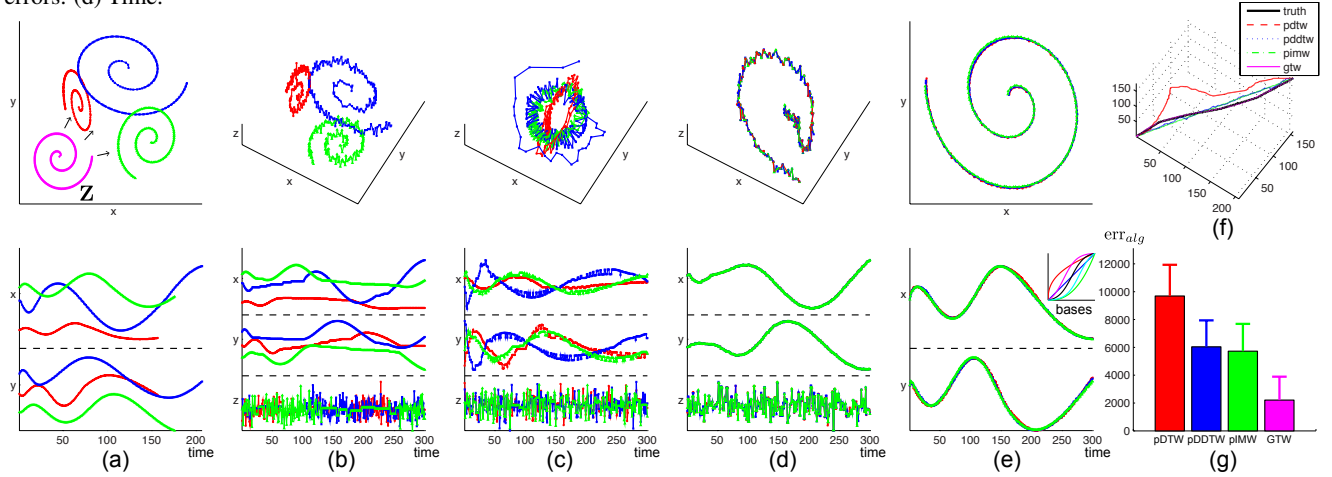 errors. (d) Time.
truth
pdtw
pddtw
pimw
gtw
y
Z
x
z
x
y
z
x
y
z
x
y
y
x
150
100
50
50
100
150
200
50
100
150
(f)
x
y
50 100 150 200
time
(a)
x
y
z
0 50 100 150 200 250 300
time
(b)
x
y
z
0 50 100 150 200 250 300
time
(c)
x
y
z
50 100 150 200 250 300
time
(d)
x
y
bases
50 100 150 200 250 300
time
(e)
err_alg
12000
10000
8000
6000
4000
2000
0
pDTW pDDTW pIMW GTW
(g)